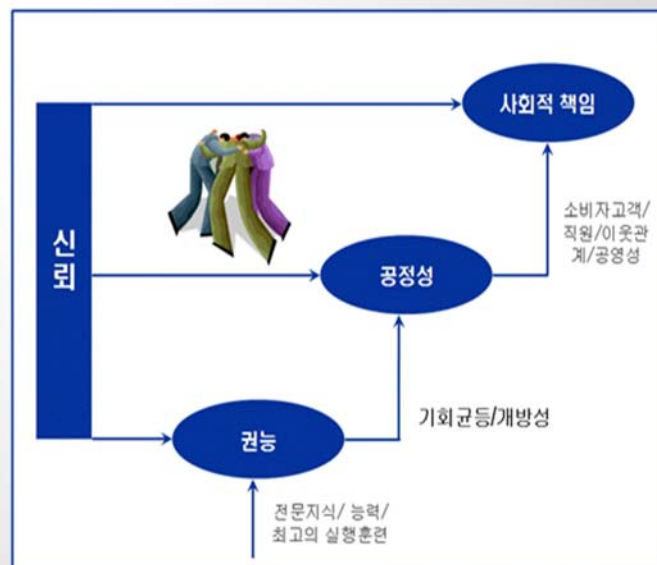 사회적 책임
소비자고객/
직원/이웃관
계/공영성
신
뢰
공정성
기회균등/개방성
권능
전문지식/ 능력/
최고의 실행훈련